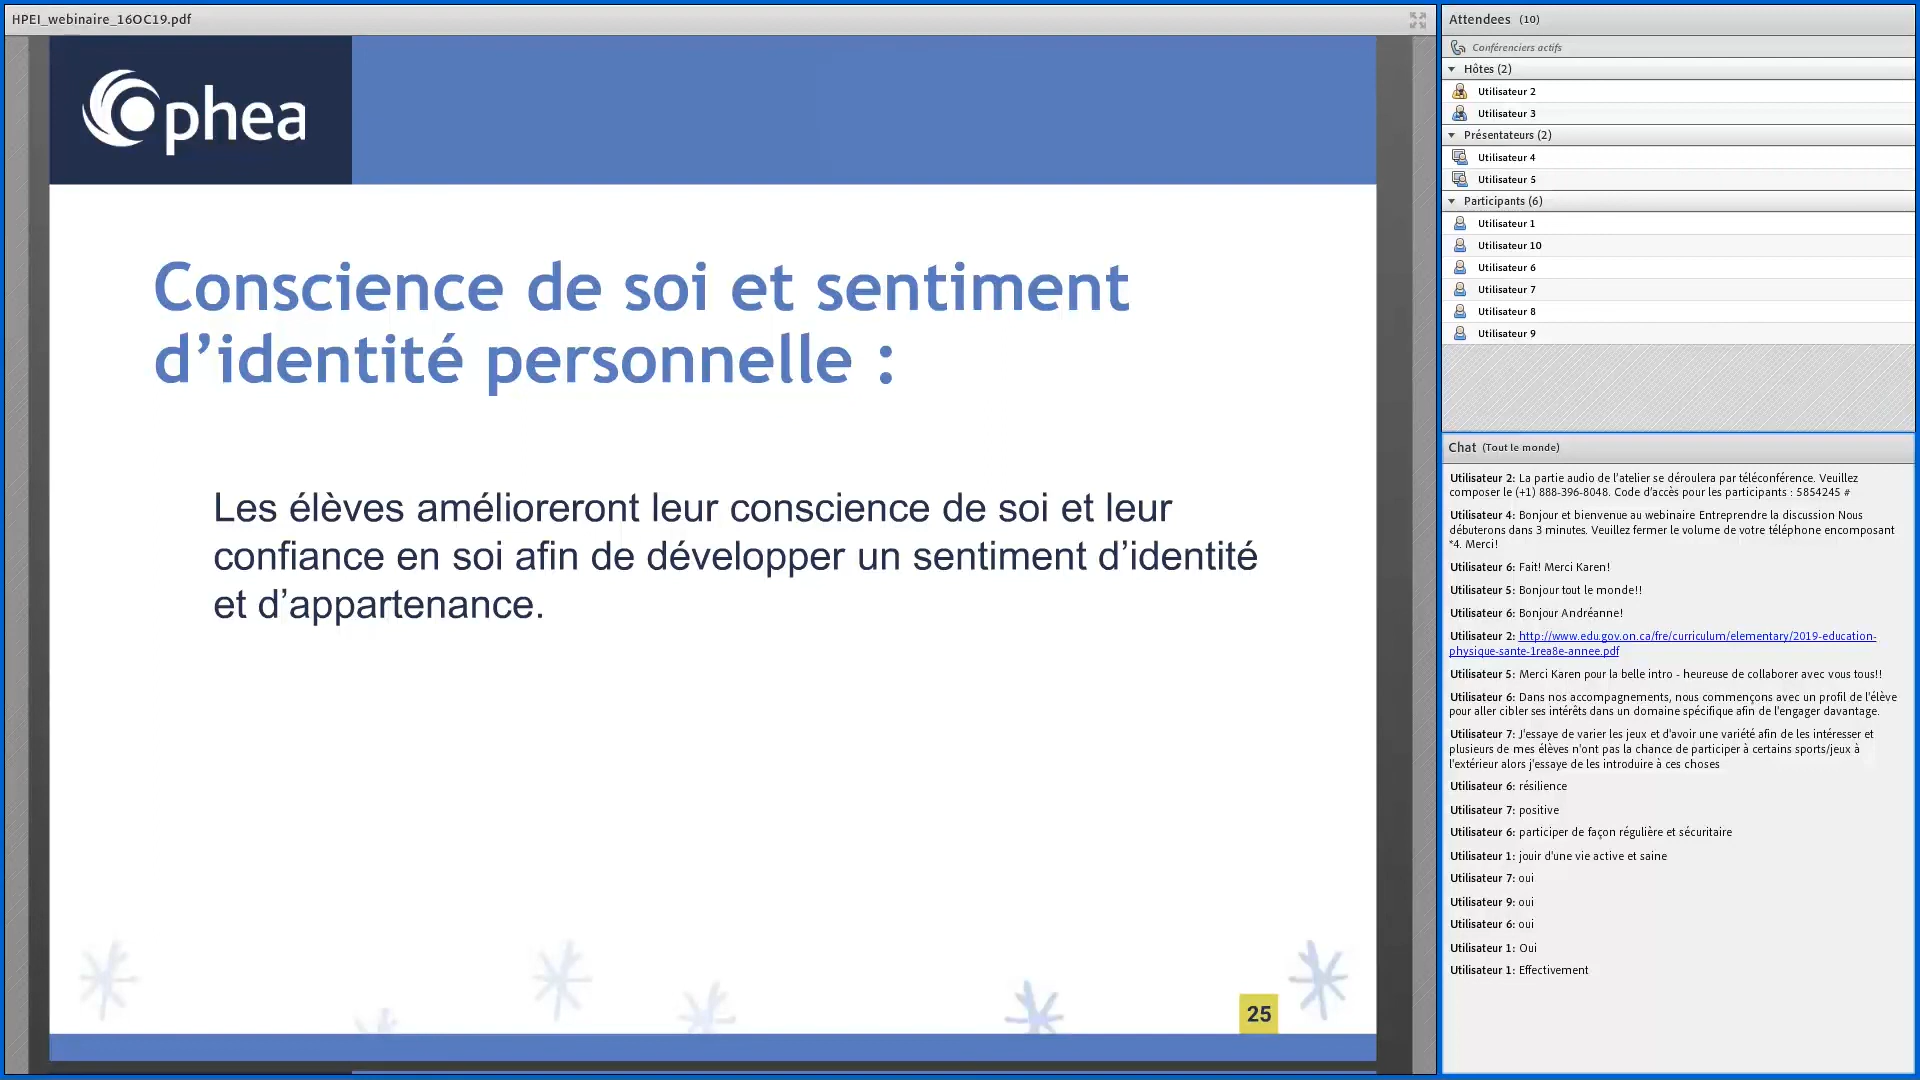 HPEI_webinaire_16OC19.pdf
Ophea
Conscience de soi et sentiment
d’identité personnelle :
Les élèves amélioreront leur conscience de soi et leur
confiance en soi afin de développer un sentiment d’identité
et d’appartenance.
25
Attendees (10)
Conférenciers actifs
Hôtes (2)
Utilisateur 2
Utilisateur 3
Présentateurs (2)
Utilisateur 4
Utilisateur 5
Participants (6)
Utilisateur 1
Utilisateur 10
Utilisateur 6
Utilisateur 7
Utilisateur 8
Utilisateur 9
Chat (Tout le monde)
Utilisateur 2: La partie audio de l'atelier se déroulera par téléconférence. Veuillez
composer le (+1) 888-396-8048. Code d'accès pour les participants : 5854245 #
Utilisateur 4: Bonjour et bienvenue au webinaire Entreprendre la discussion Nous
débuterons dans 3 minutes. Veuillez fermer le volume de votre téléphone encomposant
*4. Merci!
Utilisateur 6: Fait! Merci Karen!
Utilisateur 5: Bonjour tout le monde!!
Utilisateur 6: Bonjour Andréanne!
Utilisateur 2: http://www.edu.gov.on.ca/fre/curriculum/elementary/2019-education-
physique-sante-1rea8e-annee.pdf
Utilisateur 5: Merci Karen pour la belle intro - heureuse de collaborer avec vous tous!!
Utilisateur 6: Dans nos accompagnements, nous commençons avec un profil de l'élève
pour aller cibler ses intérêts dans un domaine spécifique afin de l'engager davantage.
Utilisateur 7: J'essaye de varier les jeux et d'avoir une variété afin de les intéresser et
plusieurs de mes élèves n'ont pas la chance de participer à certains sports/jeux à
l'extérieur alors j'essaye de les introduire à ces choses
Utilisateur 6: résilience
Utilisateur 7: positive
Utilisateur 6: participer de façon régulière et sécuritaire
Utilisateur 1: jouir d'une vie active et saine
Utilisateur 7: oui
Utilisateur 9: oui
Utilisateur 6: oui
Utilisateur 1: Oui
Utilisateur 1: Effectivement